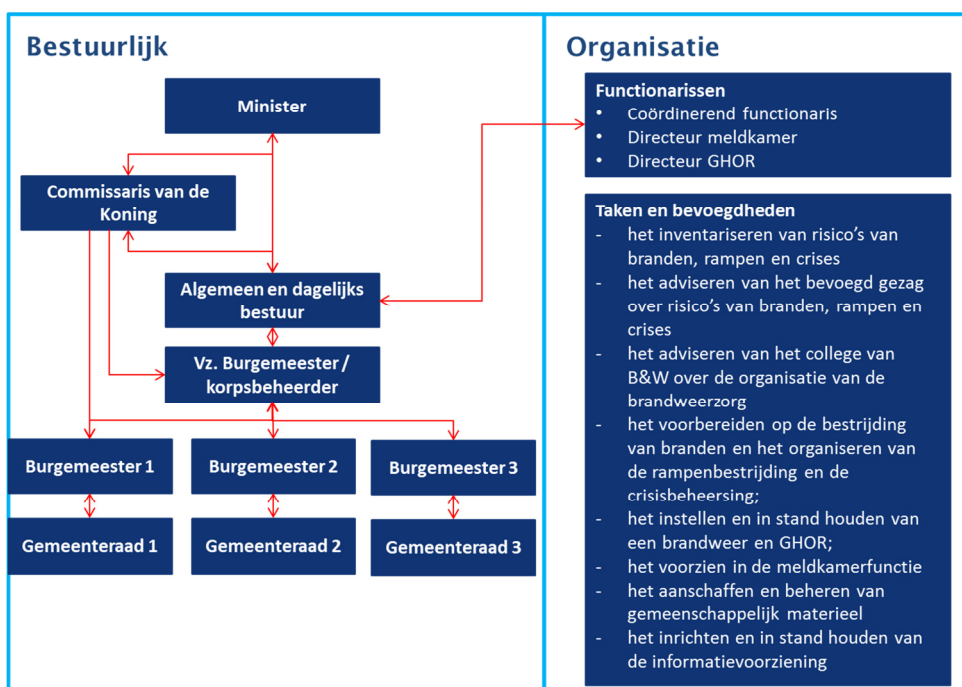 Bestuurlijk
Minister
Commissaris van de
Koning
Algemeen en dagelijks
bestuur
Vz. Burgemeester /
korpsbeheerder
Burgemeester 1
Burgemeester 2
Burgemeester 3
Gemeenteraad 1
Gemeenteraad 2
Gemeenteraad 3
Organisatie
Functionarissen
• Coördinerend functionaris
• Directeur meldkamer
• Directeur GHOR
Taken en bevoegdheden
- het inventariseren van risico's van
branden, rampen en crises
- het adviseren van het bevoegd gezag
over risico's van branden, rampen en
crises
- het adviseren van het college van
B&W over de organisatie van de
brandweerzorg
- het voorbereiden op de bestrijding
van branden en het organiseren van
de rampenbestrijding en de
crisisbeheersing;
- het instellen en in stand houden van
een brandweer en GHOR;
- het voorzien in de meldkamerfunctie
- het aanschaffen en beheren van
gemeenschappelijk materieel
- het inrichten en in stand houden van
de informatievoorziening